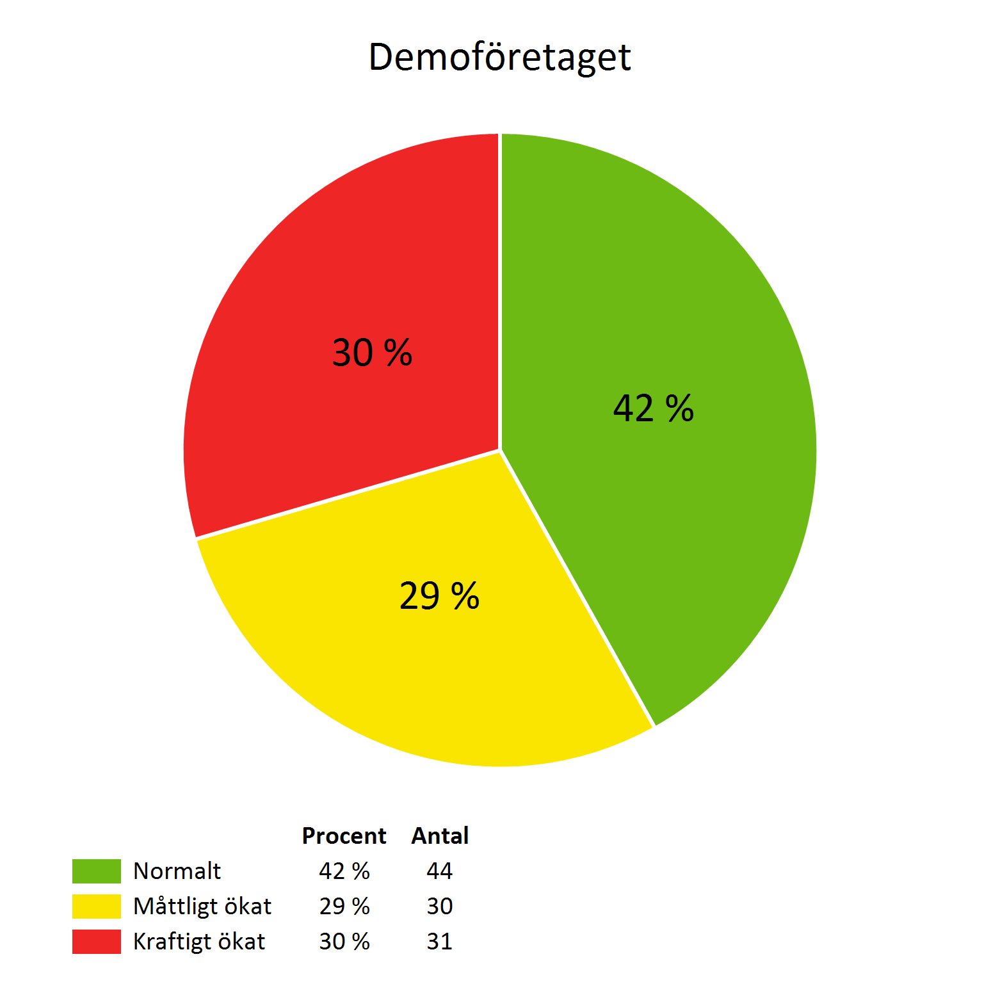 Demoföretaget
30 %
42 %
29 %
Procent Antal
Normalt 42 % 44
Måttligt ökat 29 % 30
Kraftigt ökat 30 % 31